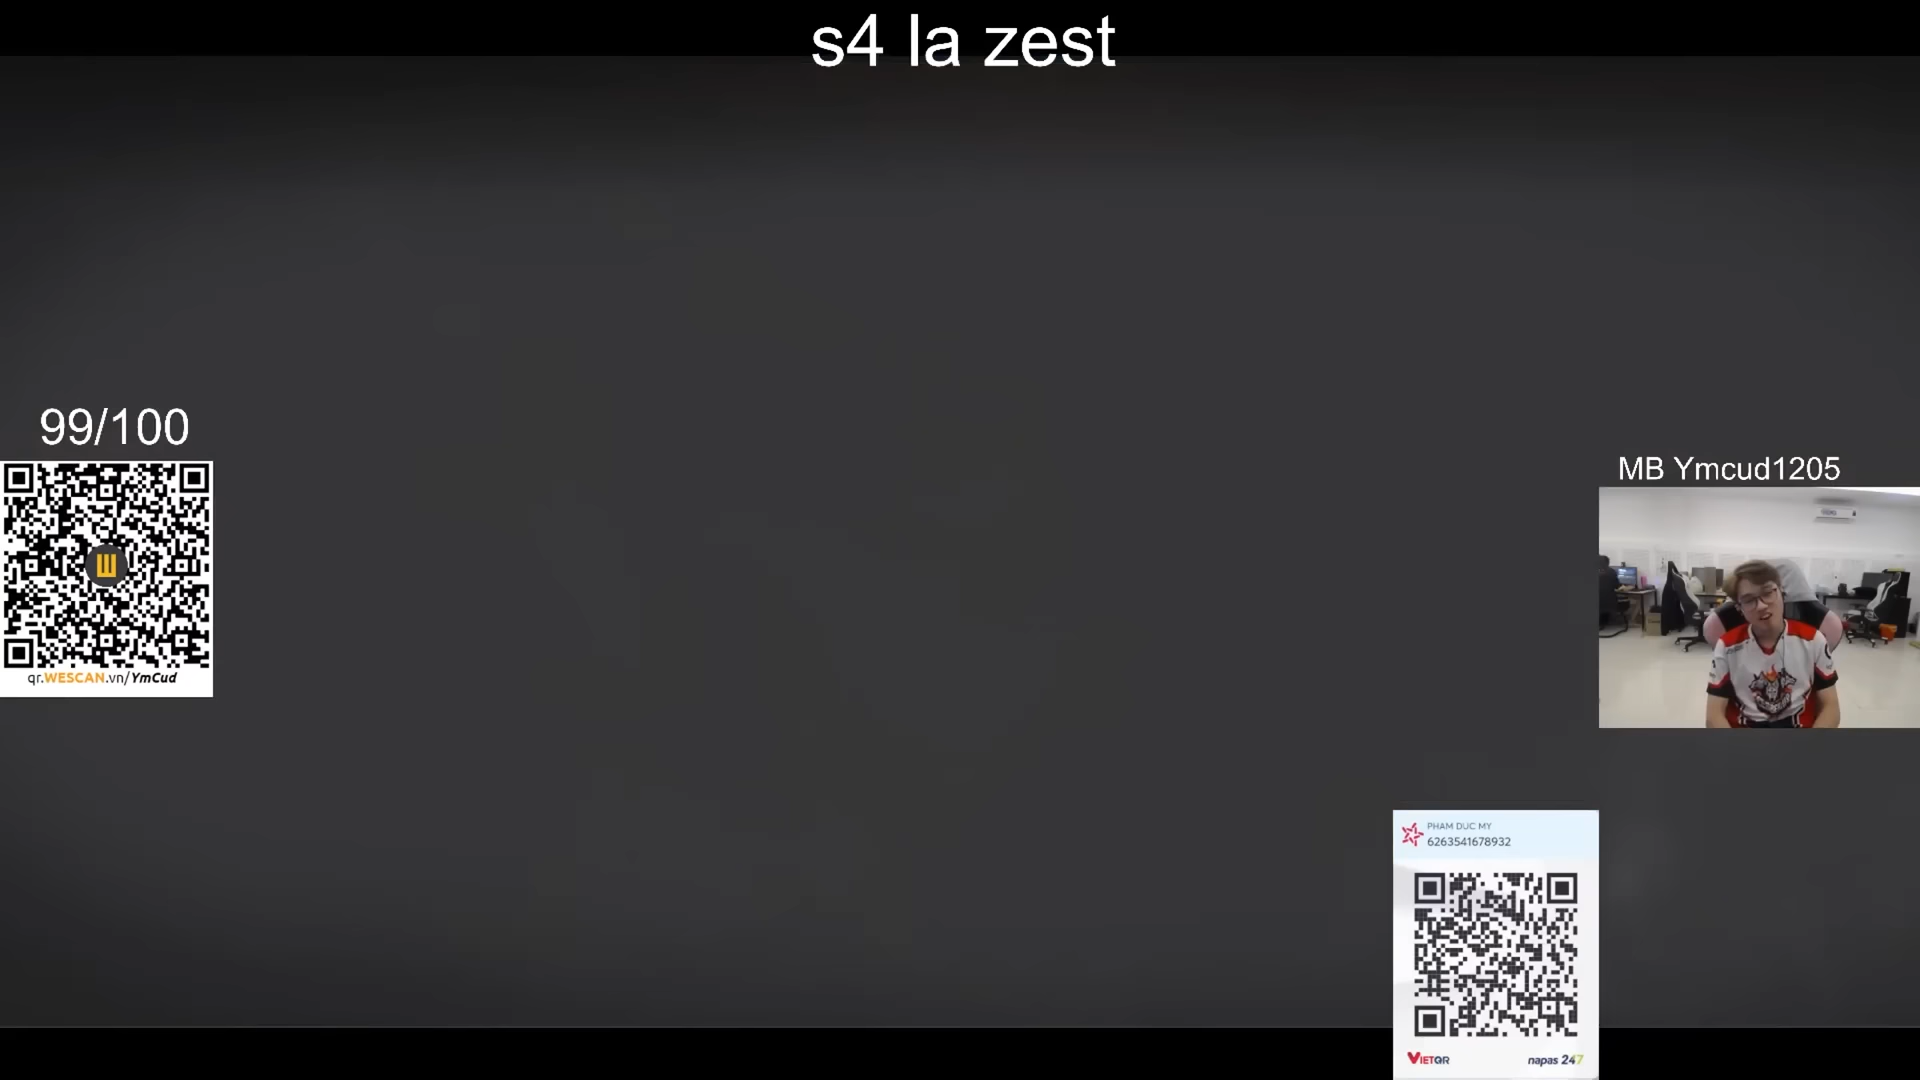 s4 la zest
99/100
qr.WESCAN.vn/YmCud
MB Ymcud1205
PHAM DUC MY
6263541678932
VIETQR
napas 247